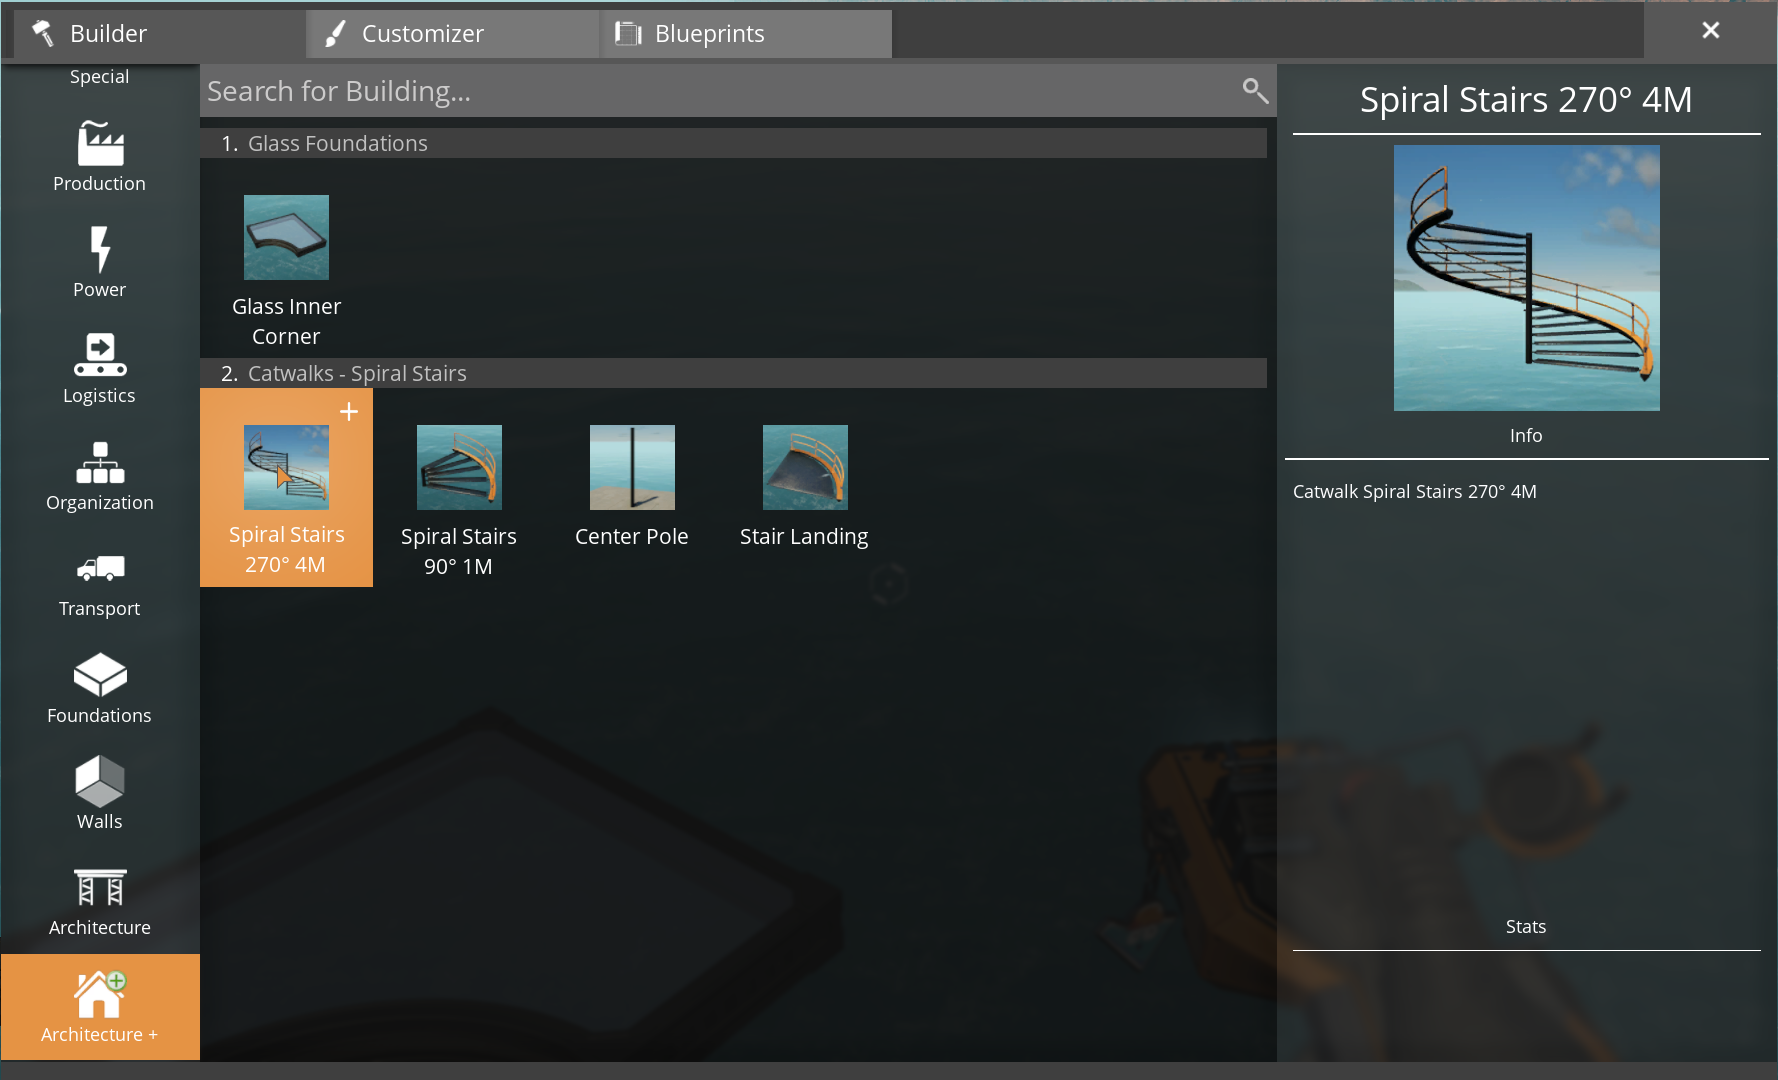 Builder
Customizer
Blueprints
Special
Production
Power
Logistics
Organization
Transport
Foundations
Walls
Architecture
Architecture +
Search for Building...
1. Glass Foundations
Glass Inner
Corner
2. Catwalks - Spiral Stairs
Spiral Stairs
270° 4M
Spiral Stairs
90° 1M
Center Pole
Stair Landing
Spiral Stairs 270° 4M
Info
Catwalk Spiral Stairs 270° 4M
Stats